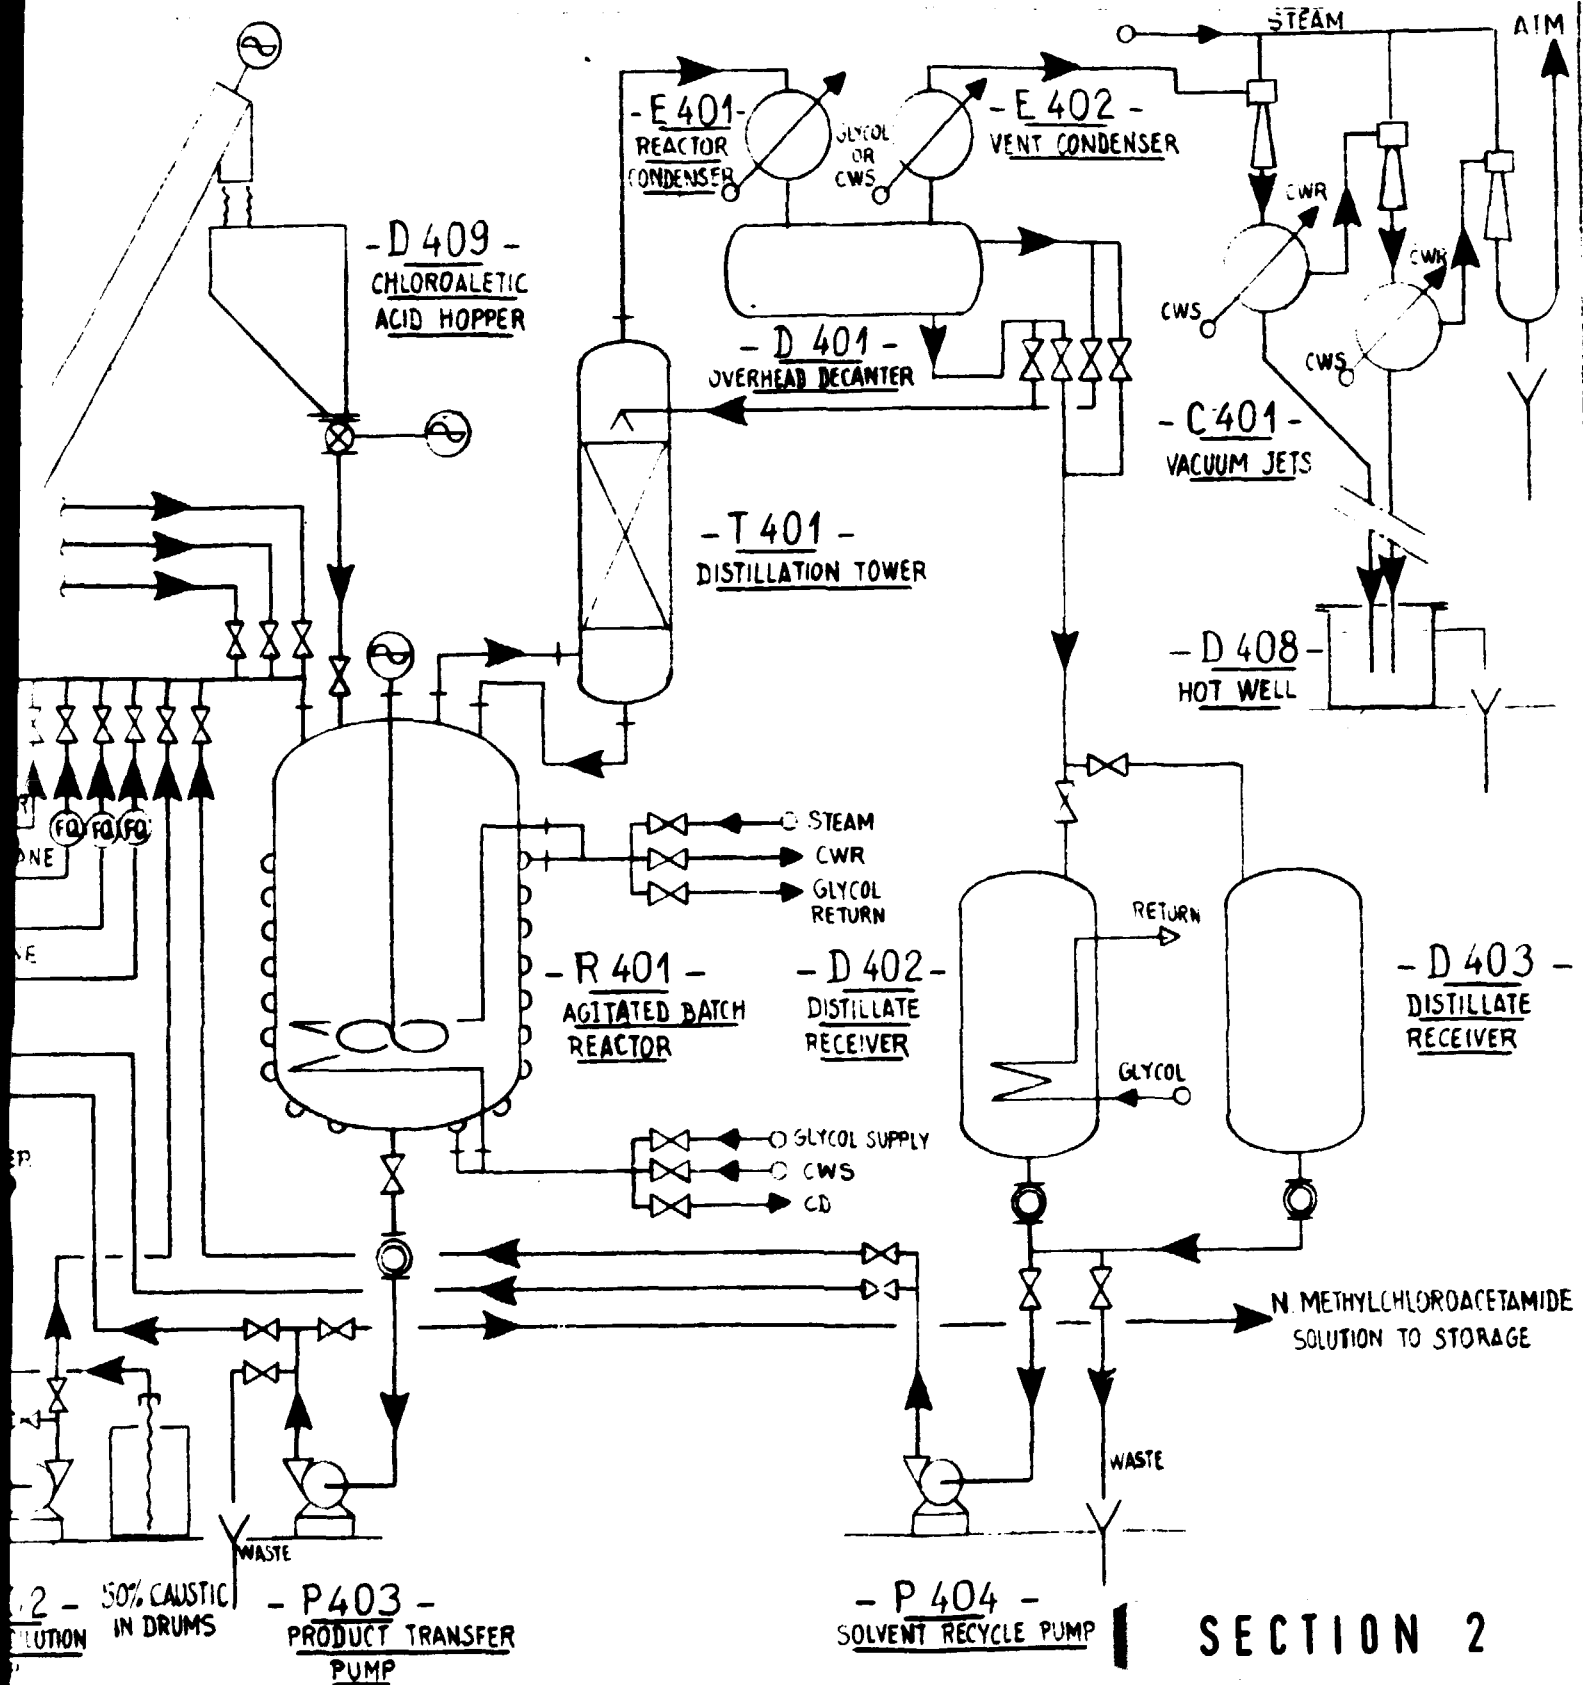 STEAM
ATM
- E 401 -
REACTOR
CONDENSER
GLYCOL
OR
CWS
- E 402 -
VENT CONDENSER
CWR
CWS
CWR
CWS
- D 409 -
CHLOROALETIC
ACID HOPPER
- D 401 -
OVERHEAD DECANTER
- C 401 -
VACUUM JETS
- T 401 -
DISTILLATION TOWER
- D 408 -
HOT WELL
FQ FQ FQ
STEAM
CWR
GLYCOL
RETURN
- R 401 -
AGITATED BATCH
REACTOR
- D 402 -
DISTILLATE
RECEIVER
RETURN
GLYCOL
- D 403 -
DISTILLATE
RECEIVER
GLYCOL SUPPLY
CWS
CD
N. METHYLCHLOROACETAMIDE
SOLUTION TO STORAGE
WASTE
WASTE
50% CAUSTIC
IN DRUMS
- P 403 -
PRODUCT TRANSFER
PUMP
- P 404 -
SOLVENT RECYCLE PUMP
SECTION 2